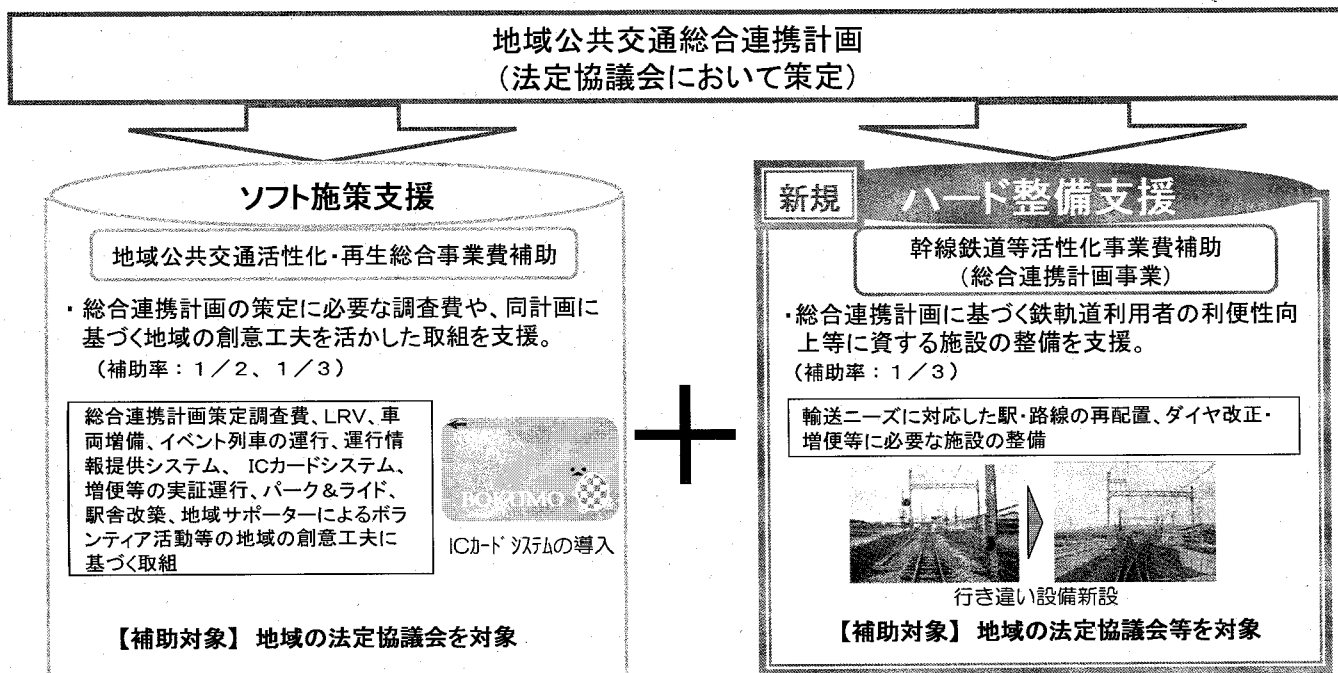 地域公共交通総合連携計画
(法定協議会において策定)
ソフト施策支援
地域公共交通活性化・再生総合事業費補助
・総合連携計画の策定に必要な調査費や、同計画に
基づく地域の創意工夫を活かした取組を支援。
(補助率：1／2、1／3)
総合連携計画策定調査費、LRV、車
両増備、イベント列車の運行、運行情
報提供システム、 ICカードシステム、
増便等の実証運行、パーク&ライド、
駅舎改築、地域サポーターによるボラ
ンティア活動等の地域の創意工夫に
基づく取組
ICカードシステムの導入
【補助対象】 地域の法定協議会を対象
新規
ハード整備支援
幹線鉄道等活性化事業費補助
(総合連携計画事業)
・総合連携計画に基づく鉄軌道利用者の利便性向
上等に資する施設の整備を支援。
(補助率：1／3)
輸送ニーズに対応した駅・路線の再配置、ダイヤ改正・
増便等に必要な施設の整備
行き違い設備新設
【補助対象】 地域の法定協議会等を対象